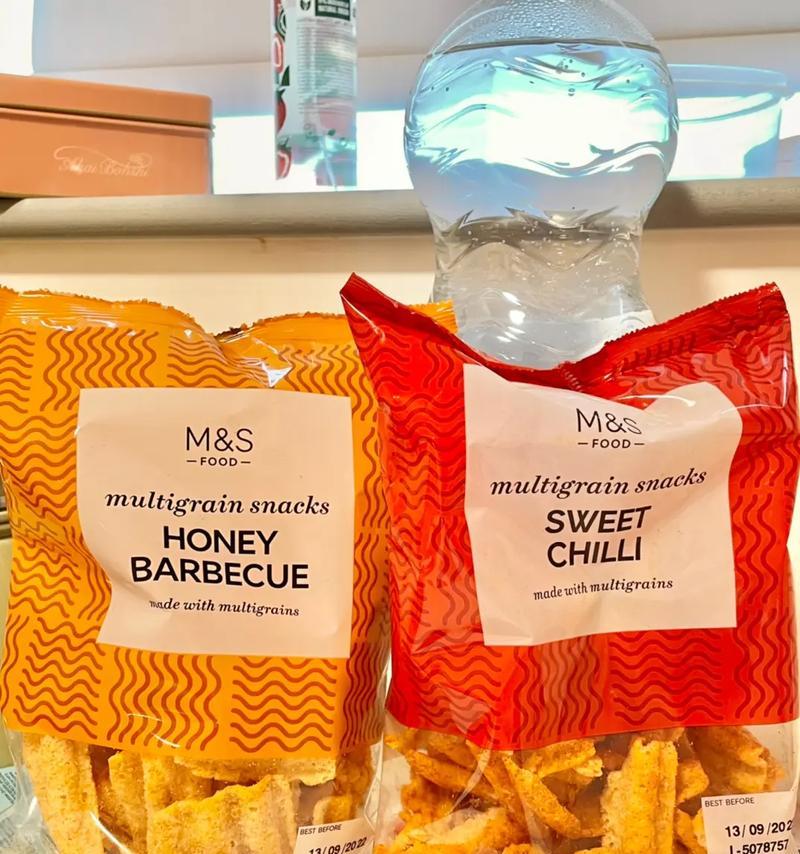 M&S
FOOD
multigrain snacks
HONEY
BARBECUE
made with multigrains
BEST BEFORE
M&S
FOOD
multigrain snacks
SWEET
CHILLI
made with multigrains
BEST BEFORE
13/09/202
L-5078757